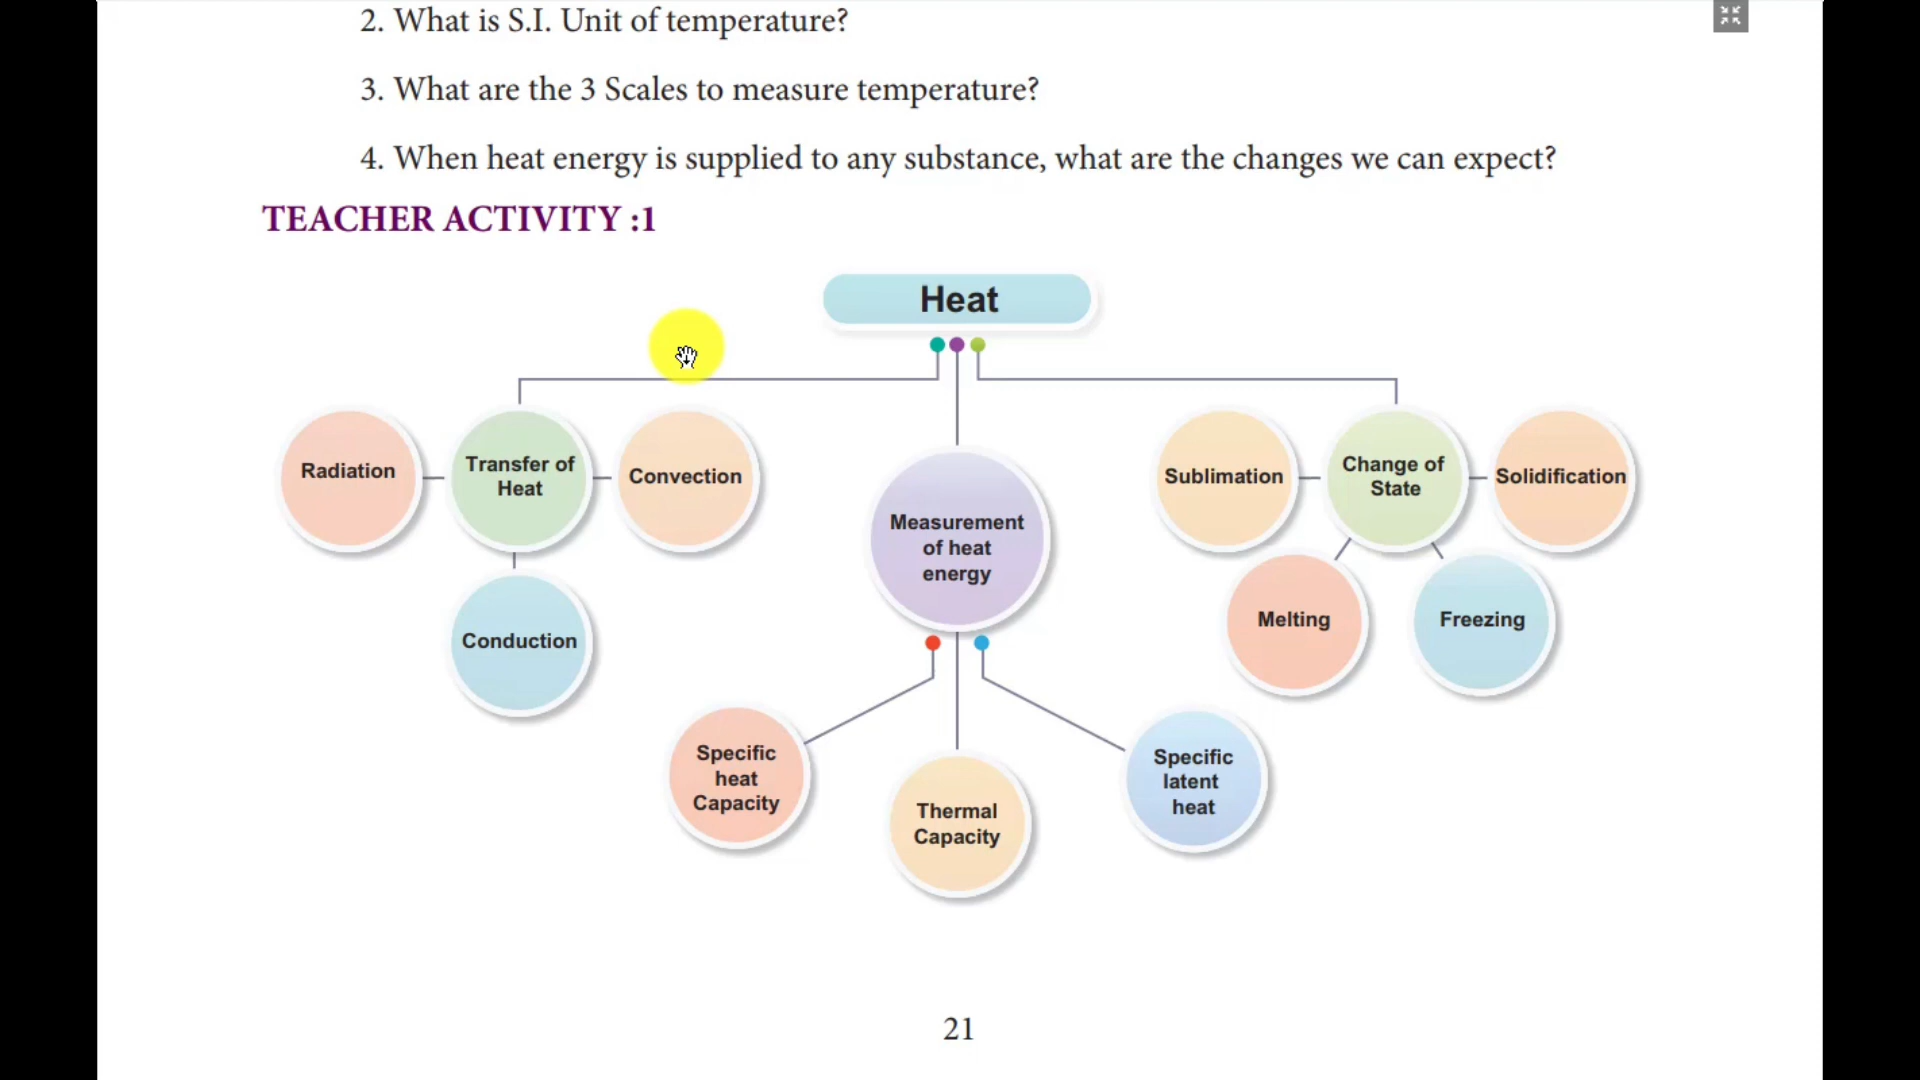 2. What is S.I. Unit of temperature?
3. What are the 3 Scales to measure temperature?
4. When heat energy is supplied to any substance, what are the changes we can expect?
TEACHER ACTIVITY :1
Heat
Radiation
Transfer of
Heat
Convection
Conduction
Measurement
of heat
energy
Specific
heat
Capacity
Thermal
Capacity
Specific
latent
heat
Sublimation
Change of
State
Solidification
Melting
Freezing
21